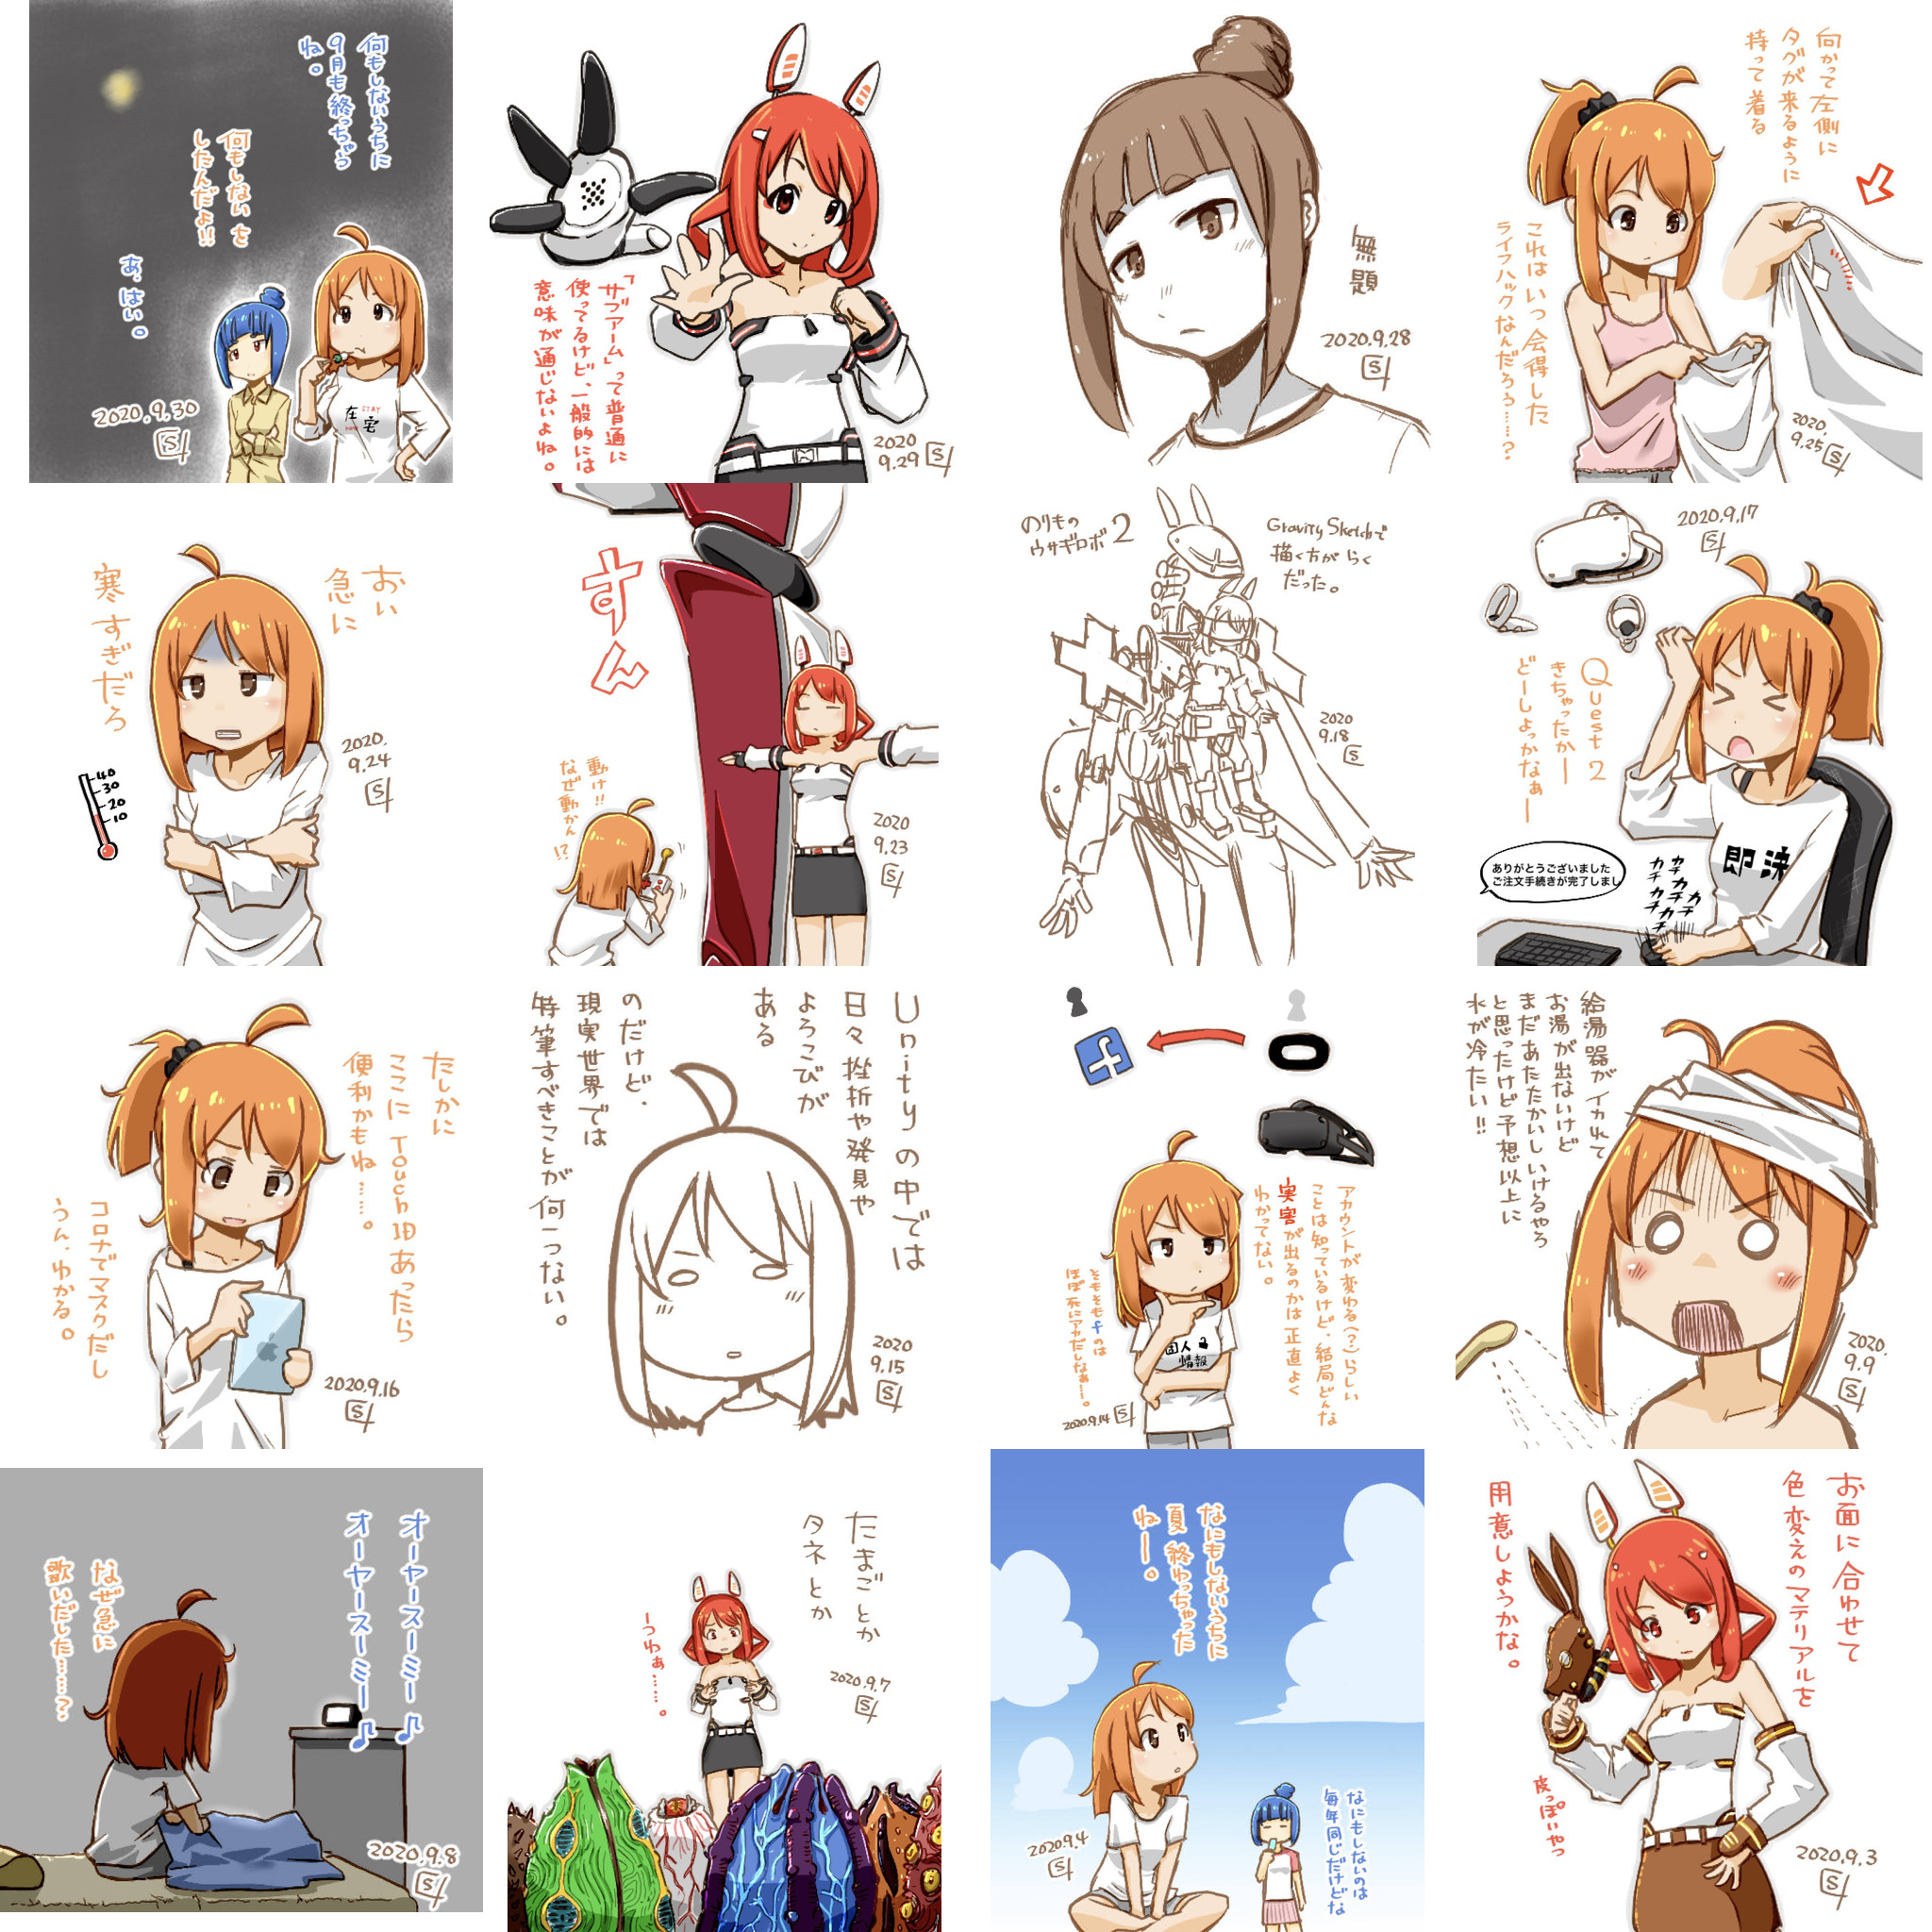 何もしないうちに
9月も終っちゃう
ね。
何もしない を
したんだよ!!
あ、はい。
在宅
STAY
2020.9.30
「サブアーム」って普通に
使ってるけど、一般的には
意味が通じないよね。
2020
9.29
無題
2020.9.28
向かって左側に
タグが来るように
持って着る
これは いつ会得した
ライフハックなんだろう……?
2020.
9.25
おい
急に
寒すぎだろ
40
30
20
10
2020.
9.24
すん
動け!!
なぜ動かん!?
2020
9.23
のりもの
ウサギロボ2
Gravity Sketchで
描く方が らく
だった。
2020
9.18
2020.9.17
Quest 2
きちゃったかー
どーしよっかなぁー
即決
ありがとうございました
ご注文手続きが完了しまし
カチカチカチカチカチ
たしかに
ここに Touch IDあったら
便利かもね……。
コロナでマスクだし
うん、わかる。
2020.9.16
Unityの中では
日々挫折や発見や
よろこびが
ある
のだけど、
現実世界では
特筆すべきことが何一つない。
2020
9.15
アカウントが変わる(?)らしい
ことは知っているけど、結局どんな
実害が出るのかは正直よく
わかってない。
そもそもfのは
ほぼ死にアカだしなぁ…。
個人
情報
2020.9.14
給湯器がイカれて
お湯が出ないけど
まだあたたかいしいけるやろ
と思ったけど予想以上に
水が冷たい!!
2020.
9.9
オーヤースーミー♪
オーヤースーミー♪
なぜ急に
歌いだした……?
2020.9.8
たまごとか
タネとか
うわぁ……。
2020.9.7
なにもしないうちに
夏 終わっちゃった
ねー。
なにもしないのは
毎年同じだけどな
2020.9.4
お面に合わせて
色変えのマテリアルを
用意しようかな。
皮っぽいやつ
2020.9.3